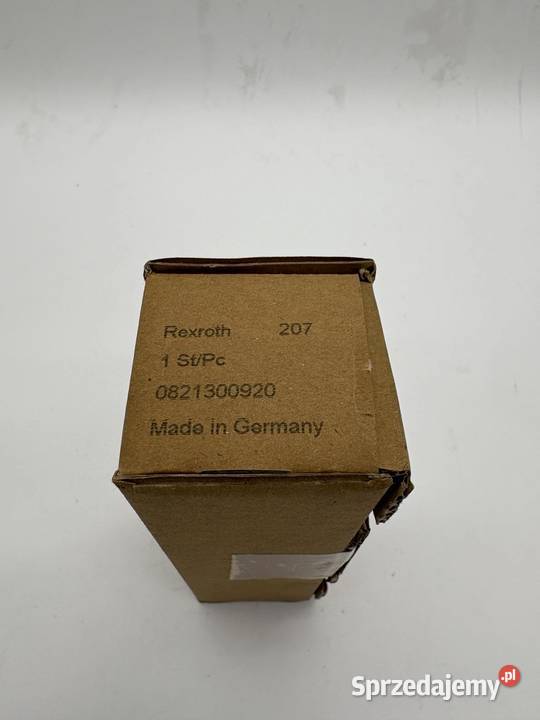 Rexroth 207
1 St/Pc
0821300920
Made in Germany
Sprzedajemy.pl